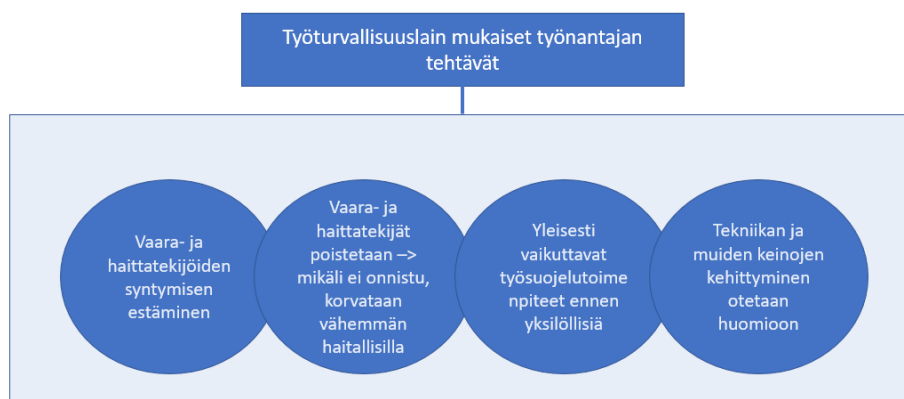 Työturvallisuuslain mukaiset työnantajan
tehtävät
Vaara- ja
haittatekijöiden
syntymisen
estäminen
Vaara- ja
haittatekijät
poistetaan –>
mikäli ei onnistu,
korvataan
vähemmän
haitallisilla
Yleisesti
vaikuttavat
työsuojelutoime
npiteet ennen
yksilöllisiä
Tekniikan ja
muiden keinojen
kehittyminen
otetaan
huomioon